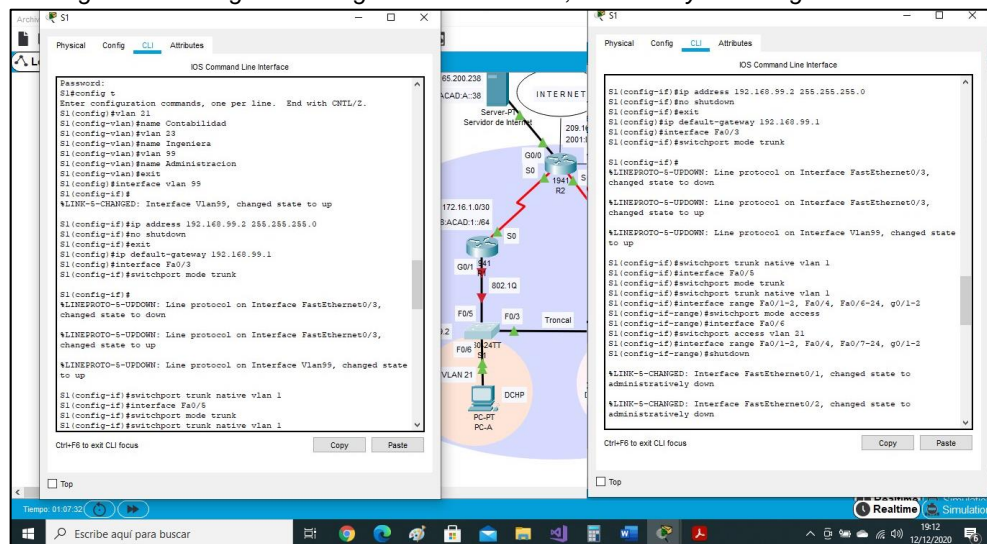 S1
Physical Config CLI Attributes
IOS Command Line Interface
Password:
S1#config t
Enter configuration commands, one per line. End with CNTL/Z.
S1(config)#vlan 21
S1(config-vlan)#name Contabilidad
S1(config-vlan)#vlan 23
S1(config-vlan)#name Ingeniera
S1(config-vlan)#vlan 99
S1(config-vlan)#name Administracion
S1(config-vlan)#exit
S1(config)#interface vlan 99
S1(config-if)#
%LINK-5-CHANGED: Interface Vlan99, changed state to up
S1(config-if)#ip address 192.168.99.2 255.255.255.0
S1(config-if)#no shutdown
S1(config-if)#exit
S1(config)#ip default-gateway 192.168.99.1
S1(config)#interface Fa0/3
S1(config-if)#switchport mode trunk
S1(config-if)#
%LINEPROTO-5-UPDOWN: Line protocol on Interface FastEthernet0/3,
changed state to down
%LINEPROTO-5-UPDOWN: Line protocol on Interface FastEthernet0/3,
changed state to up
%LINEPROTO-5-UPDOWN: Line protocol on Interface Vlan99, changed state
to up
S1(config-if)#switchport trunk native vlan 1
S1(config-if)#interface Fa0/5
S1(config-if)#switchport mode trunk
S1(config-if)#switchport trunk native vlan 1
Ctrl+F6 to exit CLI focus
Copy Paste
Top
65.200.238
ACAD:A::38
INTERNET
Server-PT
Servidor de Internet
G0/0
S0
1941
R2
172.16.1.0/30
:ACAD:1::/64
S0
G0/1
802.1Q
F0/5 F0/3
Troncal
F0/6
S1
VLAN 21
DCHP
PC-PT
PC-A
S1
Physical Config CLI Attributes
IOS Command Line Interface
S1(config-if)#ip address 192.168.99.2 255.255.255.0
S1(config-if)#no shutdown
S1(config-if)#exit
S1(config)#ip default-gateway 192.168.99.1
S1(config)#interface Fa0/3
S1(config-if)#switchport mode trunk
S1(config-if)#
%LINEPROTO-5-UPDOWN: Line protocol on Interface FastEthernet0/3,
changed state to down
%LINEPROTO-5-UPDOWN: Line protocol on Interface FastEthernet0/3,
changed state to up
%LINEPROTO-5-UPDOWN: Line protocol on Interface Vlan99, changed state
to up
S1(config-if)#switchport trunk native vlan 1
S1(config-if)#interface Fa0/5
S1(config-if)#switchport mode trunk
S1(config-if)#switchport trunk native vlan 1
S1(config-if)#interface range Fa0/1-2, Fa0/4, Fa0/6-24, g0/1-2
S1(config-if-range)#switchport mode access
S1(config-if-range)#interface Fa0/6
S1(config-if)#switchport access vlan 21
S1(config-if)#interface range Fa0/1-2, Fa0/4, Fa0/7-24, g0/1-2
S1(config-if-range)#shutdown
%LINK-5-CHANGED: Interface FastEthernet0/1, changed state to
administratively down
%LINK-5-CHANGED: Interface FastEthernet0/2, changed state to
administratively down
Ctrl+F6 to exit CLI focus
Copy Paste
Top
Tiempo: 01:07:32
Realtime Simulation
Escribe aquí para buscar
19:12
12/12/2020